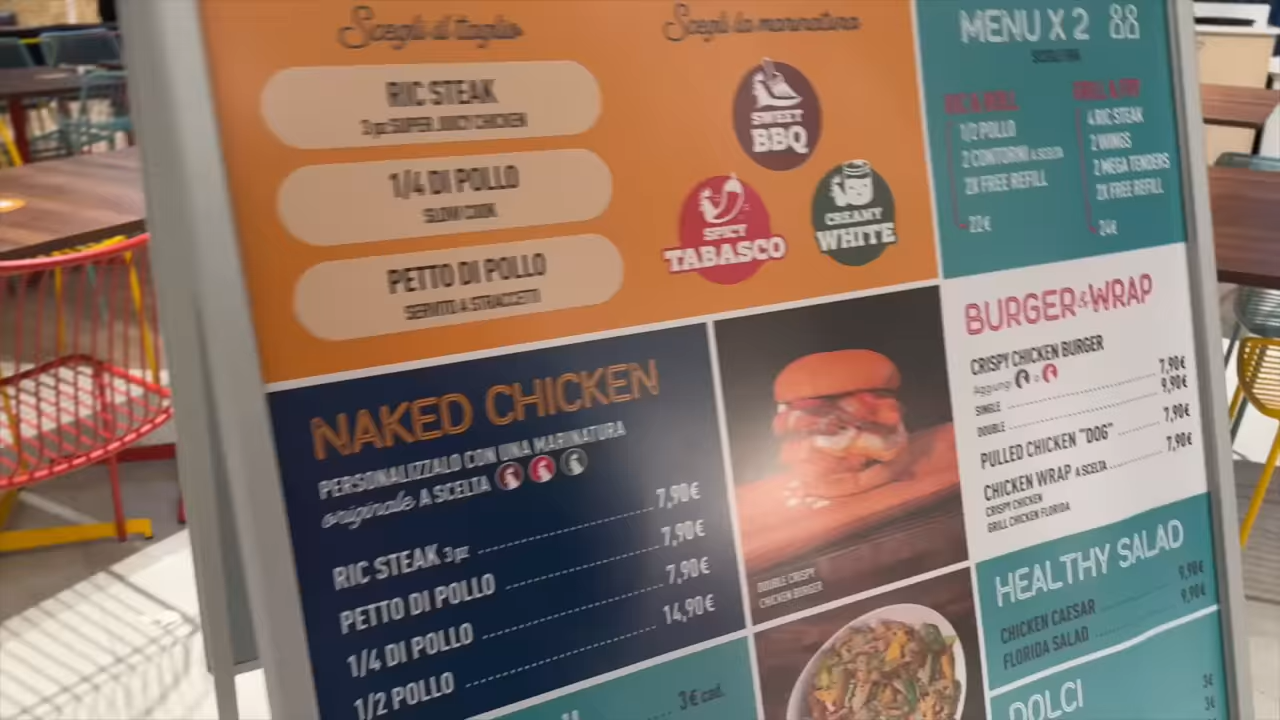 Scegli il taglio
RIC STEAK
3 pz SUPER JUICY CHICKEN
1/4 DI POLLO
SLOW COOK
PETTO DI POLLO
SERVITO A STRACCETTI
Scegli la marinatura
SWEET
BBQ
SPICY
TABASCO
CREAMY
WHITE
MENU X 2
1/2 POLLO
2 CONTORNI A SCELTA
2X FREE REFILL
22€
4 RIC STEAK
2 WINGS
2 MEGA TENDERS
2X FREE REFILL
24€
NAKED CHICKEN
PERSONALIZZALO CON UNA MARINATURA
originale A SCELTA
RIC STEAK 3 pz 7,90€
PETTO DI POLLO 7,90€
1/4 DI POLLO 7,90€
1/2 POLLO 14,90€
3€ cad.
DOUBLE CRISPY
CHICKEN BURGER
BURGER & WRAP
CRISPY CHICKEN BURGER
Aggiungi o
SINGLE 7,90€
DOUBLE 9,90€
PULLED CHICKEN "DOG" 7,90€
CHICKEN WRAP A SCELTA 7,90€
CRISPY CHICKEN
GRILL CHICKEN FLORIDA
HEALTHY SALAD
CHICKEN CAESAR 9,90€
FLORIDA SALAD 9,90€
DOLCI
3€
3€